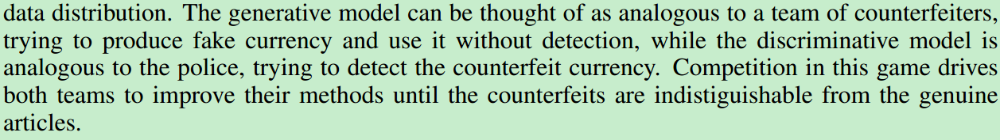 data distribution. The generative model can be thought of as analogous to a team of counterfeiters,
trying to produce fake currency and use it without detection, while the discriminative model is
analogous to the police, trying to detect the counterfeit currency. Competition in this game drives
both teams to improve their methods until the counterfeits are indistiguishable from the genuine
articles.